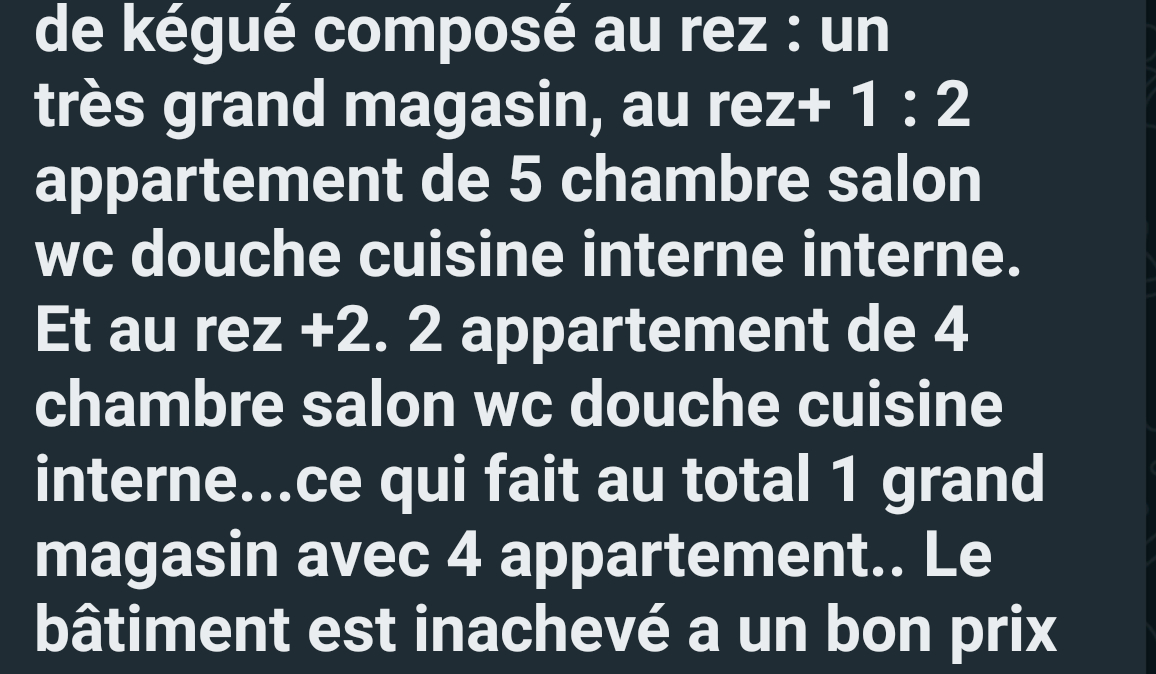 de kégué composé au rez : un
très grand magasin, au rez+ 1 : 2
appartement de 5 chambre salon
wc douche cuisine interne interne.
Et au rez +2. 2 appartement de 4
chambre salon wc douche cuisine
interne...ce qui fait au total 1 grand
magasin avec 4 appartement.. Le
bâtiment est inachevé a un bon prix